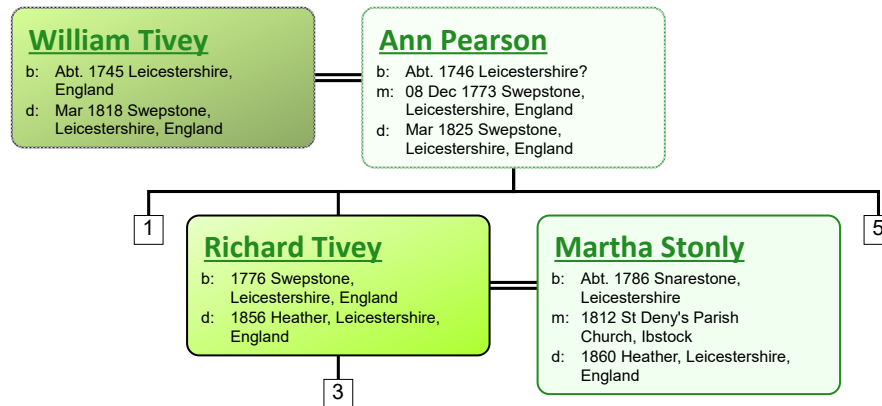 William Tivey
b: Abt. 1745 Leicestershire,
England
d: Mar 1818 Swepstone,
Leicestershire, England
Ann Pearson
b: Abt. 1746 Leicestershire?
m: 08 Dec 1773 Swepstone,
Leicestershire, England
d: Mar 1825 Swepstone,
Leicestershire, England
1
5
Richard Tivey
b: 1776 Swepstone,
Leicestershire, England
d: 1856 Heather, Leicestershire,
England
Martha Stonly
b: Abt. 1786 Snarestone,
Leicestershire
m: 1812 St Deny's Parish
Church, Ibstock
d: 1860 Heather, Leicestershire,
England
3